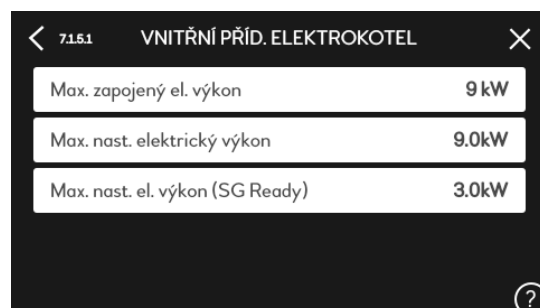 7.1.5.1 VNITŘNÍ PŘÍD. ELEKTROKOTEL
Max. zapojený el. výkon 9 kW
Max. nast. elektrický výkon 9.0kW
Max. nast. el. výkon (SG Ready) 3.0kW
?